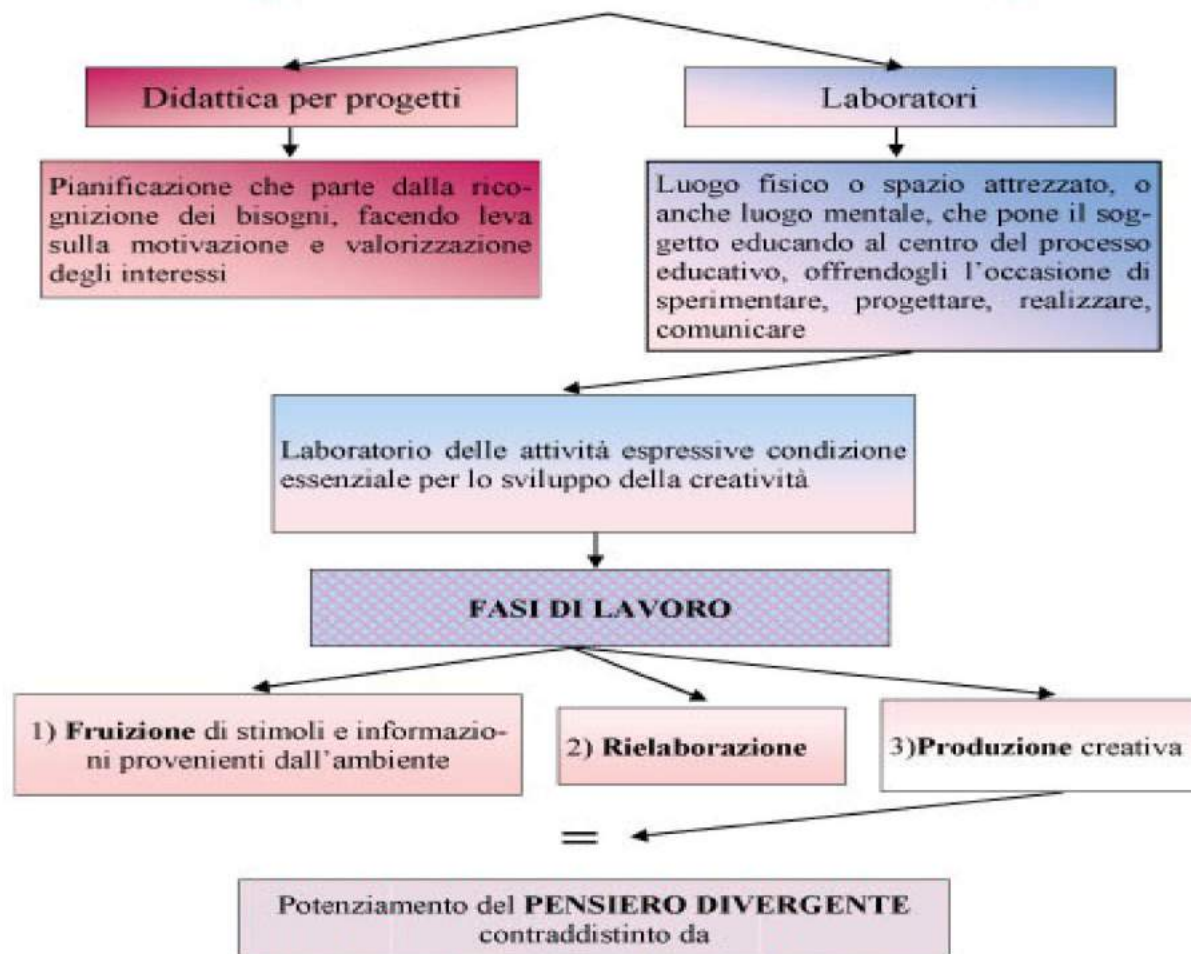 Didattica per progetti
Laboratori
Pianificazione che parte dalla rico-
gnizione dei bisogni, facendo leva
sulla motivazione e valorizzazione
degli interessi
Luogo fisico o spazio attrezzato, o
anche luogo mentale, che pone il sog-
getto educando al centro del processo
educativo, offrendogli l'occasione di
sperimentare, progettare, realizzare,
comunicare
Laboratorio delle attività espressive condizione
essenziale per lo sviluppo della creatività
FASI DI LAVORO
1) Fruizione di stimoli e informazio-
ni provenienti dall'ambiente
2) Rielaborazione
3)Produzione creativa
=
Potenziamento del PENSIERO DIVERGENTE
contraddistinto da